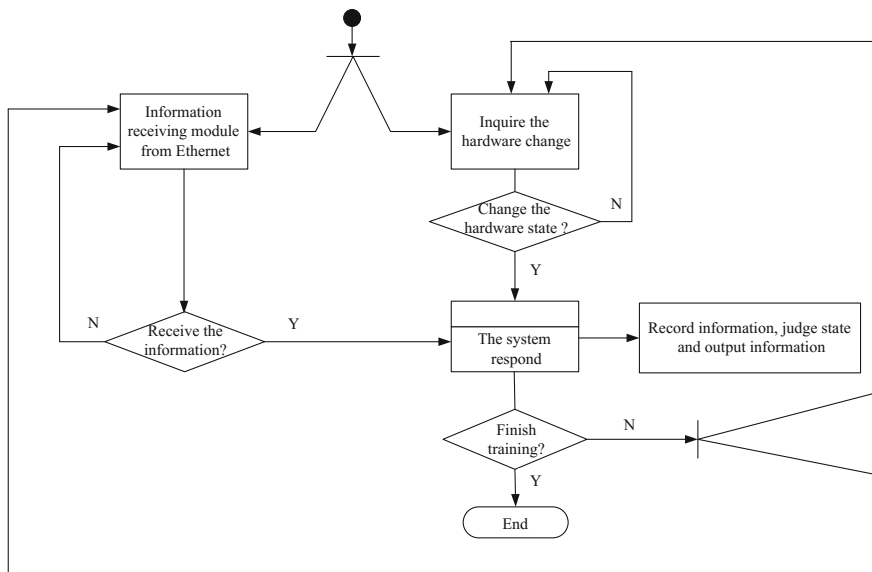 Information
receiving module
from Ethernet
Inquire the
hardware change
Change the
hardware state ?
N
Y
Receive the
information?
N
Y
The system
respond
Record information, judge state
and output information
Finish
training?
N
Y
End